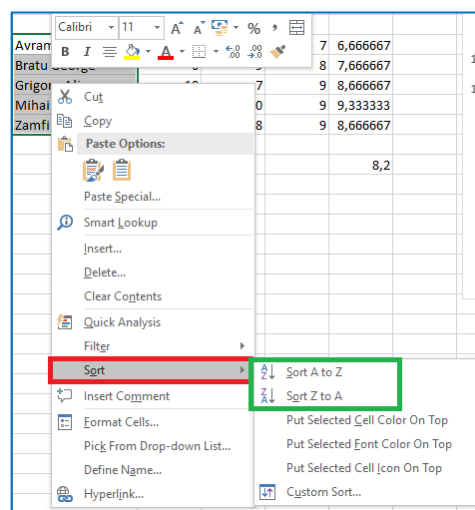 Calibri 11 A A % ,
B I A
Avram 7 6,666667
Bratu George 8 7,666667
Grigor 7 9 8,666667
Mihai 0 9 9,333333
Zamfi 8 9 8,666667
8,2
1
1
Cut
Copy
Paste Options:
Paste Special...
Smart Lookup
Insert...
Delete...
Clear Contents
Quick Analysis
Filter
Sort
Insert Comment
Format Cells...
Pick From Drop-down List...
Define Name...
Hyperlink...
Sort A to Z
Sort Z to A
Put Selected Cell Color On Top
Put Selected Font Color On Top
Put Selected Cell Icon On Top
Custom Sort...